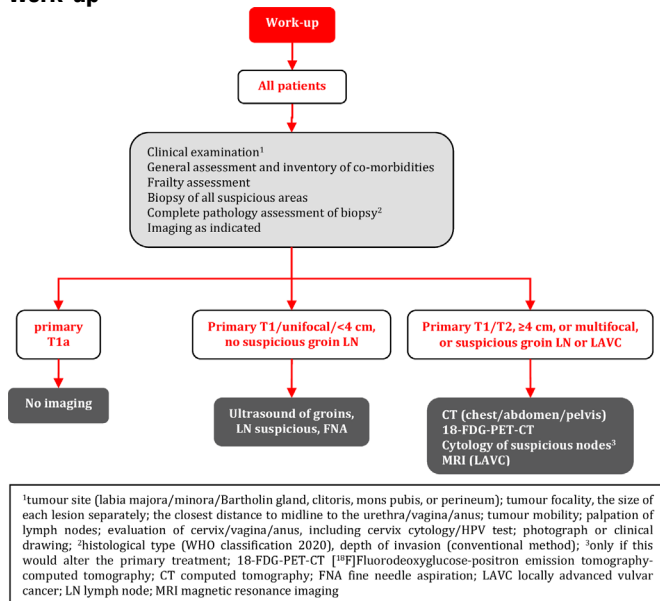 Work-up
Work-up
All patients
Clinical examination¹
General assessment and inventory of co-morbidities
Frailty assessment
Biopsy of all suspicious areas
Complete pathology assessment of biopsy²
Imaging as indicated
primary
T1a
No imaging
Primary T1/unifocal/<4 cm,
no suspicious groin LN
Ultrasound of groins,
LN suspicious, FNA
Primary T1/T2, ≥4 cm, or multifocal,
or suspicious groin LN or LAVC
CT (chest/abdomen/pelvis)
18-FDG-PET-CT
Cytology of suspicious nodes³
MRI (LAVC)
¹tumour site (labia majora/minora/Bartholin gland, clitoris, mons pubis, or perineum); tumour focality, the size of
each lesion separately; the closest distance to midline to the urethra/vagina/anus; tumour mobility; palpation of
lymph nodes; evaluation of cervix/vagina/anus, including cervix cytology/HPV test; photograph or clinical
drawing; ²histological type (WHO classification 2020), depth of invasion (conventional method); ³only if this
would alter the primary treatment; 18-FDG-PET-CT [¹⁸F]Fluorodeoxyglucose-positron emission tomography-
computed tomography; CT computed tomography; FNA fine needle aspiration; LAVC locally advanced vulvar
cancer; LN lymph node; MRI magnetic resonance imaging